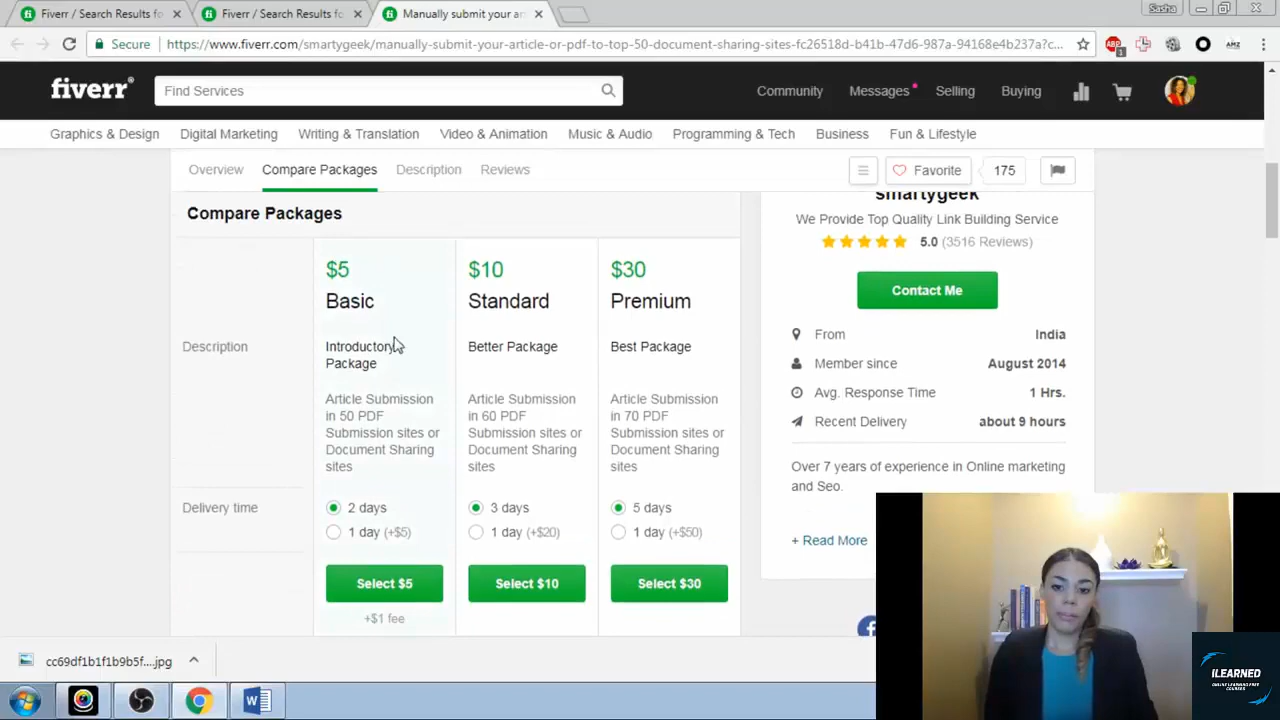 Fiverr / Search Results fo
Fiverr / Search Results fo
Manually submit your ar
Sasha
Secure
https://www.fiverr.com/smartygeek/manually-submit-your-article-or-pdf-to-top-50-document-sharing-sites-fc26518d-b41b-47d6-987a-94168e4b237a?c...
ABP
1
AMZ
fiverr®
Find Services
Community
Messages
Selling
Buying
Graphics & Design
Digital Marketing
Writing & Translation
Video & Animation
Music & Audio
Programming & Tech
Business
Fun & Lifestyle
Overview
Compare Packages
Description
Reviews
Favorite
175
Compare Packages
$5
Basic
$10
Standard
$30
Premium
Description
Introductory
Package
Better Package
Best Package
Article Submission
in 50 PDF
Submission sites or
Document Sharing
sites
Article Submission
in 60 PDF
Submission sites or
Document Sharing
sites
Article Submission
in 70 PDF
Submission sites or
Document Sharing
sites
Delivery time
2 days
1 day (+$5)
3 days
1 day (+$20)
5 days
1 day (+$50)
Select $5
Select $10
Select $30
+$1 fee
smartygeek
We Provide Top Quality Link Building Service
5.0 (3516 Reviews)
Contact Me
From
India
Member since
August 2014
Avg. Response Time
1 Hrs.
Recent Delivery
about 9 hours
Over 7 years of experience in Online marketing
and Seo.
+ Read More
cc69df1b1f1b9b5f....jpg
ILEARNED
ONLINE LEARNING FREE
COURSES